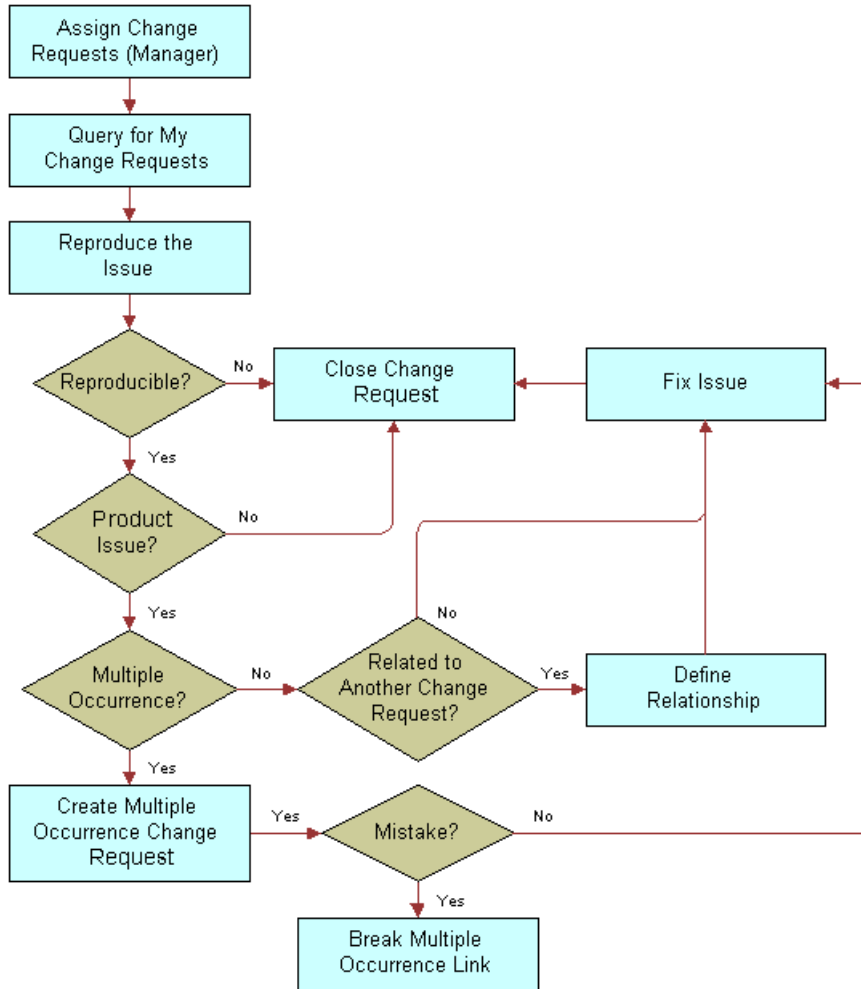 Assign Change
Requests (Manager)
Query for My
Change Requests
Reproduce the
Issue
Reproducible?
No
Close Change
Request
Fix Issue
Yes
Product
Issue?
No
Yes
Multiple
Occurrence?
No
Related to
Another Change
Request?
No
Yes
Define
Relationship
Yes
Create Multiple
Occurrence Change
Request
Yes
Mistake?
No
Yes
Break Multiple
Occurrence Link